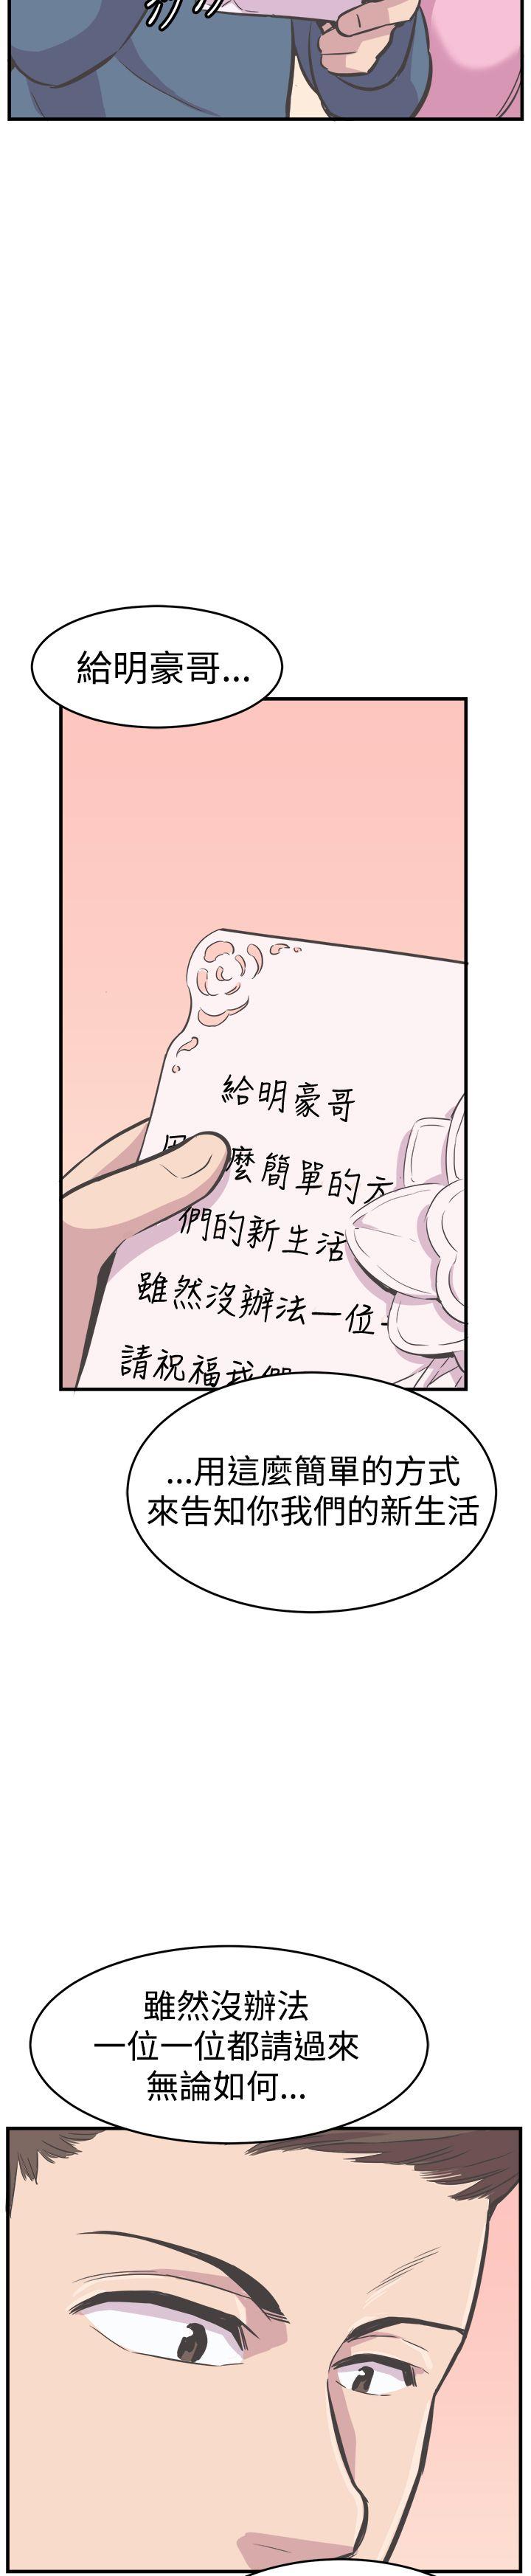 給明豪哥...
給明豪哥
麼簡單的方
們的新生活
雖然沒辦法一位
請祝福我們
...用這麼簡單的方式
來告知你我們的新生活
雖然沒辦法
一位一位都請過來
無論如何...